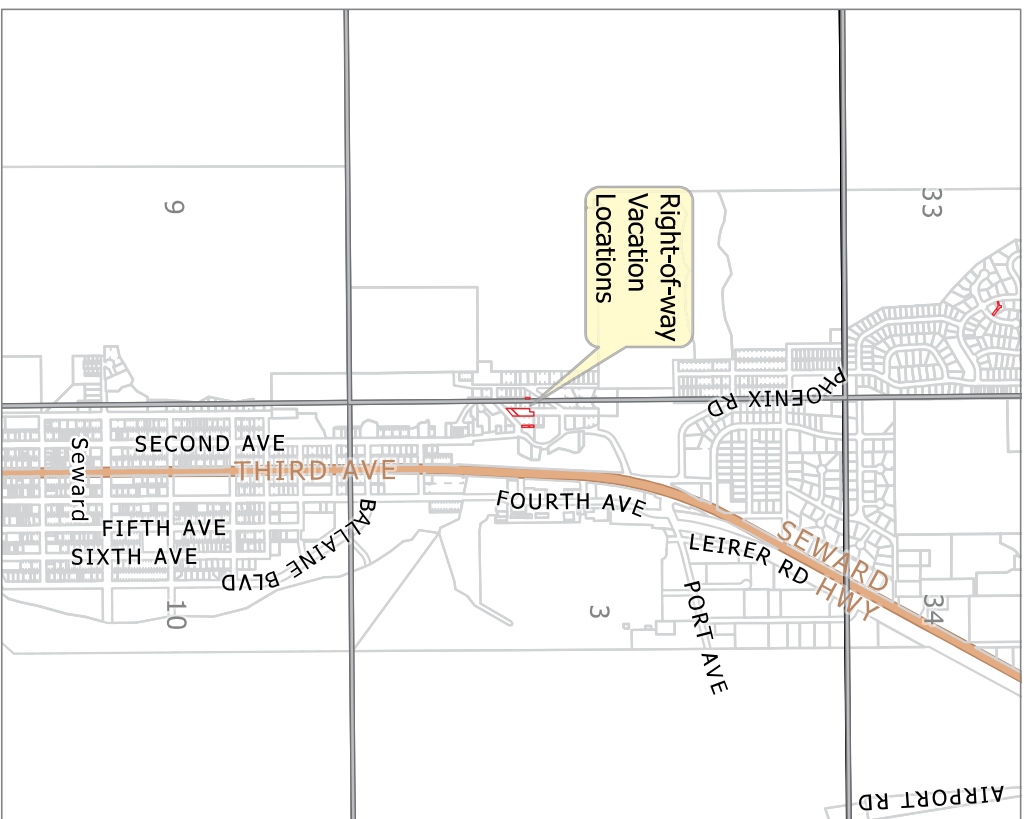 9
33
Right-of-way
Vacation
Locations
PHOENIX RD
Seward
SECOND AVE
THIRD AVE
FOURTH AVE
FIFTH AVE
SIXTH AVE
BALLAINE BLVD
LEIRER RD
SEWARD HWY
PORT AVE
10
3
34
AIRPORT RD